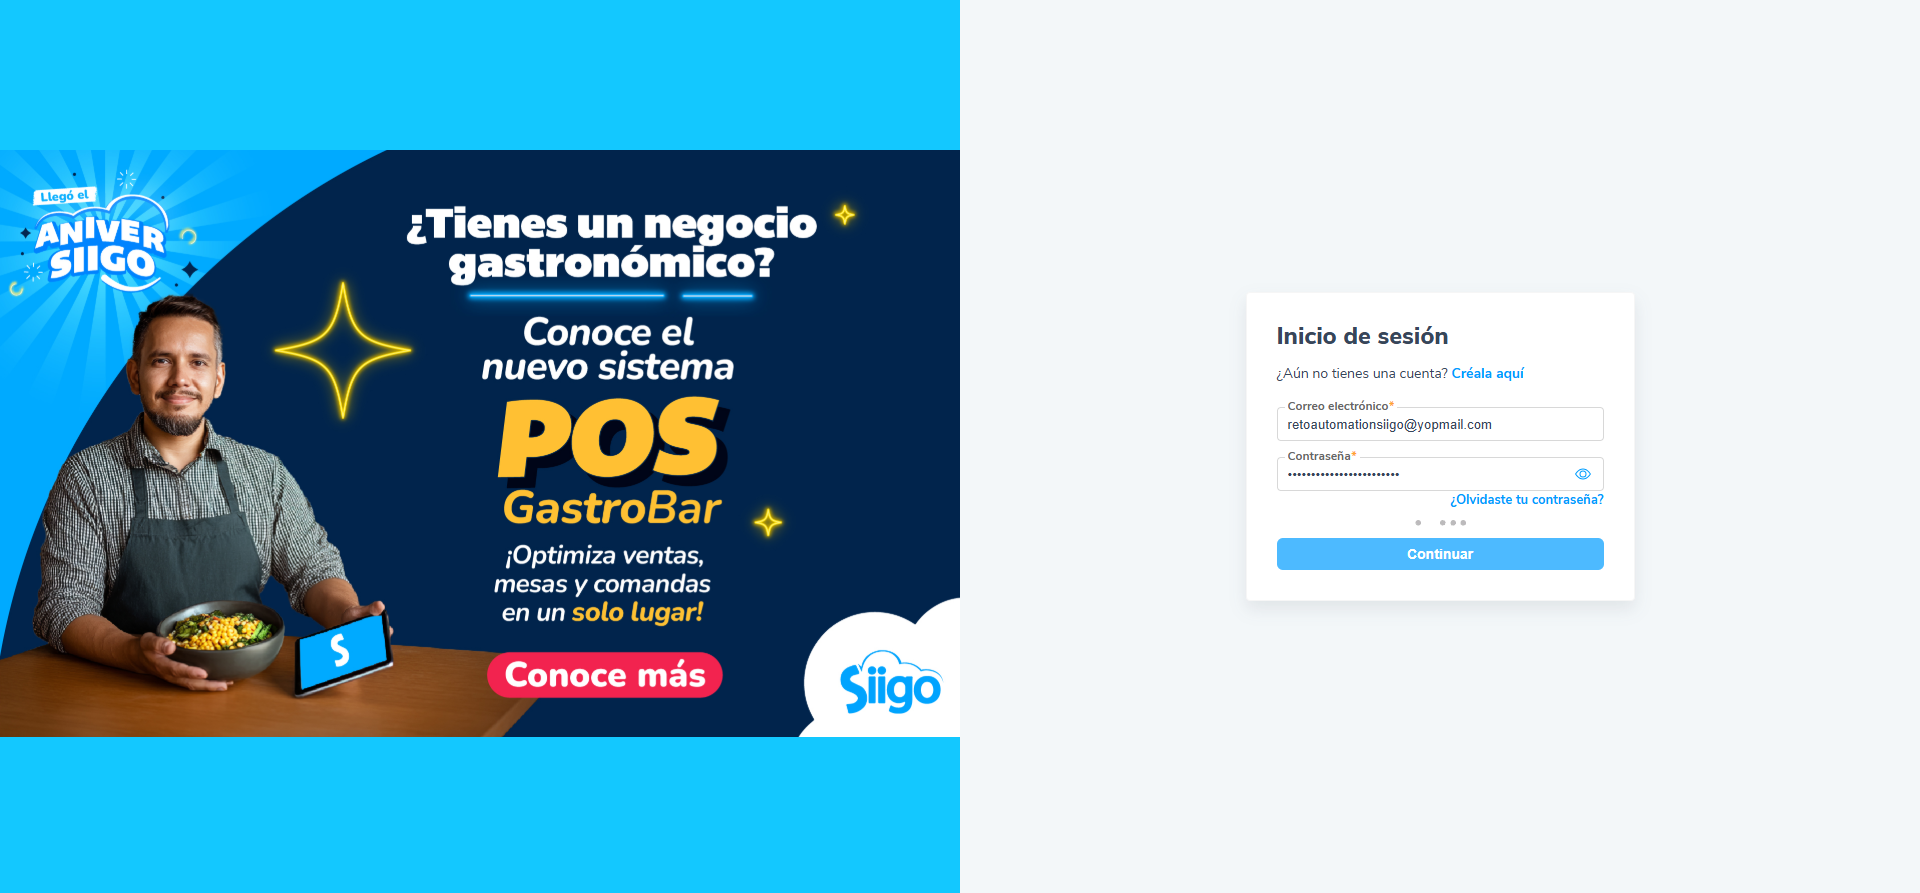 Llegó el
ANIVER
SIIGO
¿Tienes un negocio
gastronómico?
Conoce el
nuevo sistema
POS
GastroBar
¡Optimiza ventas,
mesas y comandas
en un solo lugar!
Conoce más
S
Siigo
Inicio de sesión
¿Aún no tienes una cuenta? Créala aquí
Correo electrónico*
retoautomationsiigo@yopmail.com
Contraseña*
••••••••••••••••••••••••
¿Olvidaste tu contraseña?
Continuar